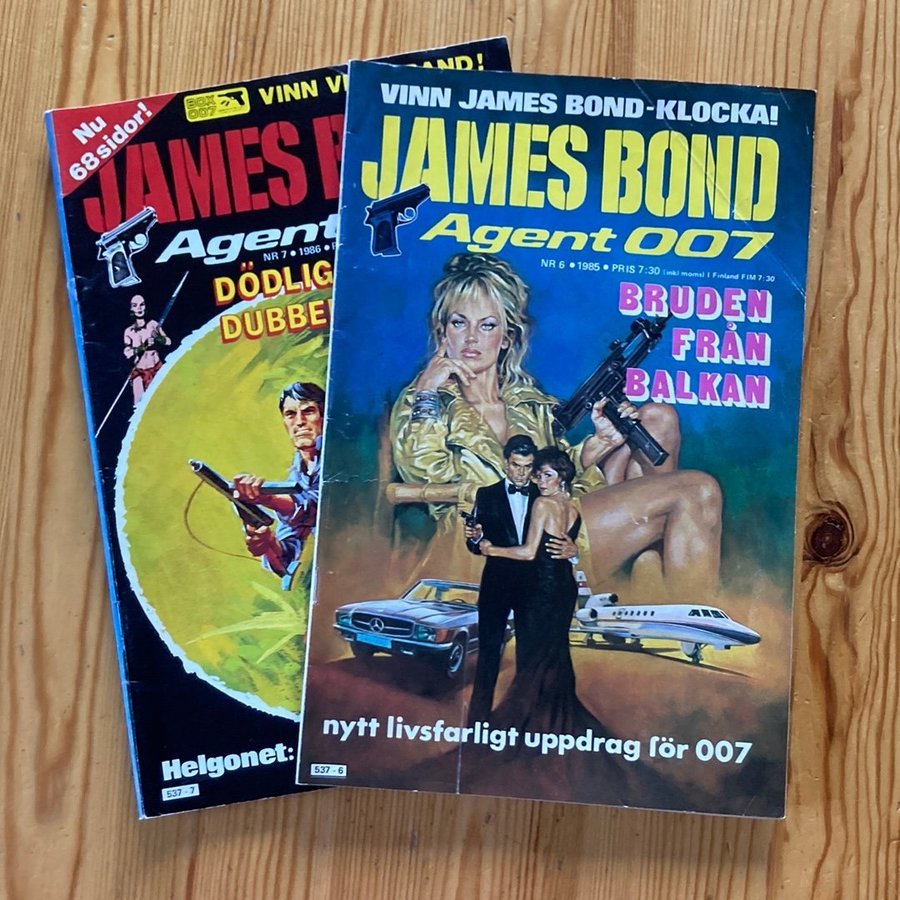 Nu
68 sidor!
BOX
007
VINN
JAMES
Agent
NR 7 • 1986
DÖDLIG
DUBBE
Helgonet:
537 - 7
VINN JAMES BOND-KLOCKA!
JAMES BOND
Agent 007
NR 6 • 1985 • PRIS 7:30 (inkl moms) I Finland FIM 7:30
BRUDEN
FRÅN
BALKAN
nytt livsfarligt uppdrag för 007
537 - 6